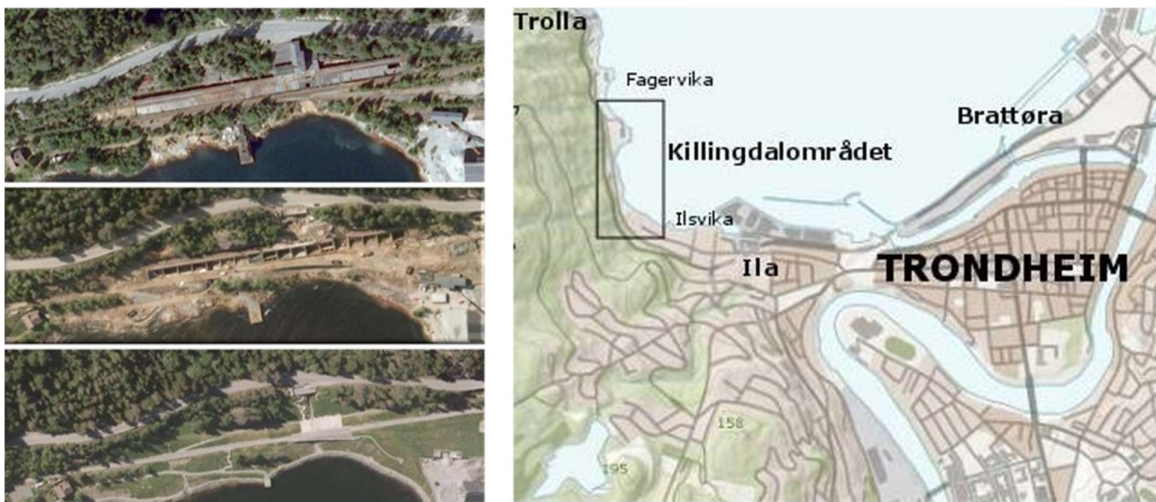 Trolla
Fagervika
Brattøra
Killingdalområdet
Ilsvika
Ila
TRONDHEIM
158
195